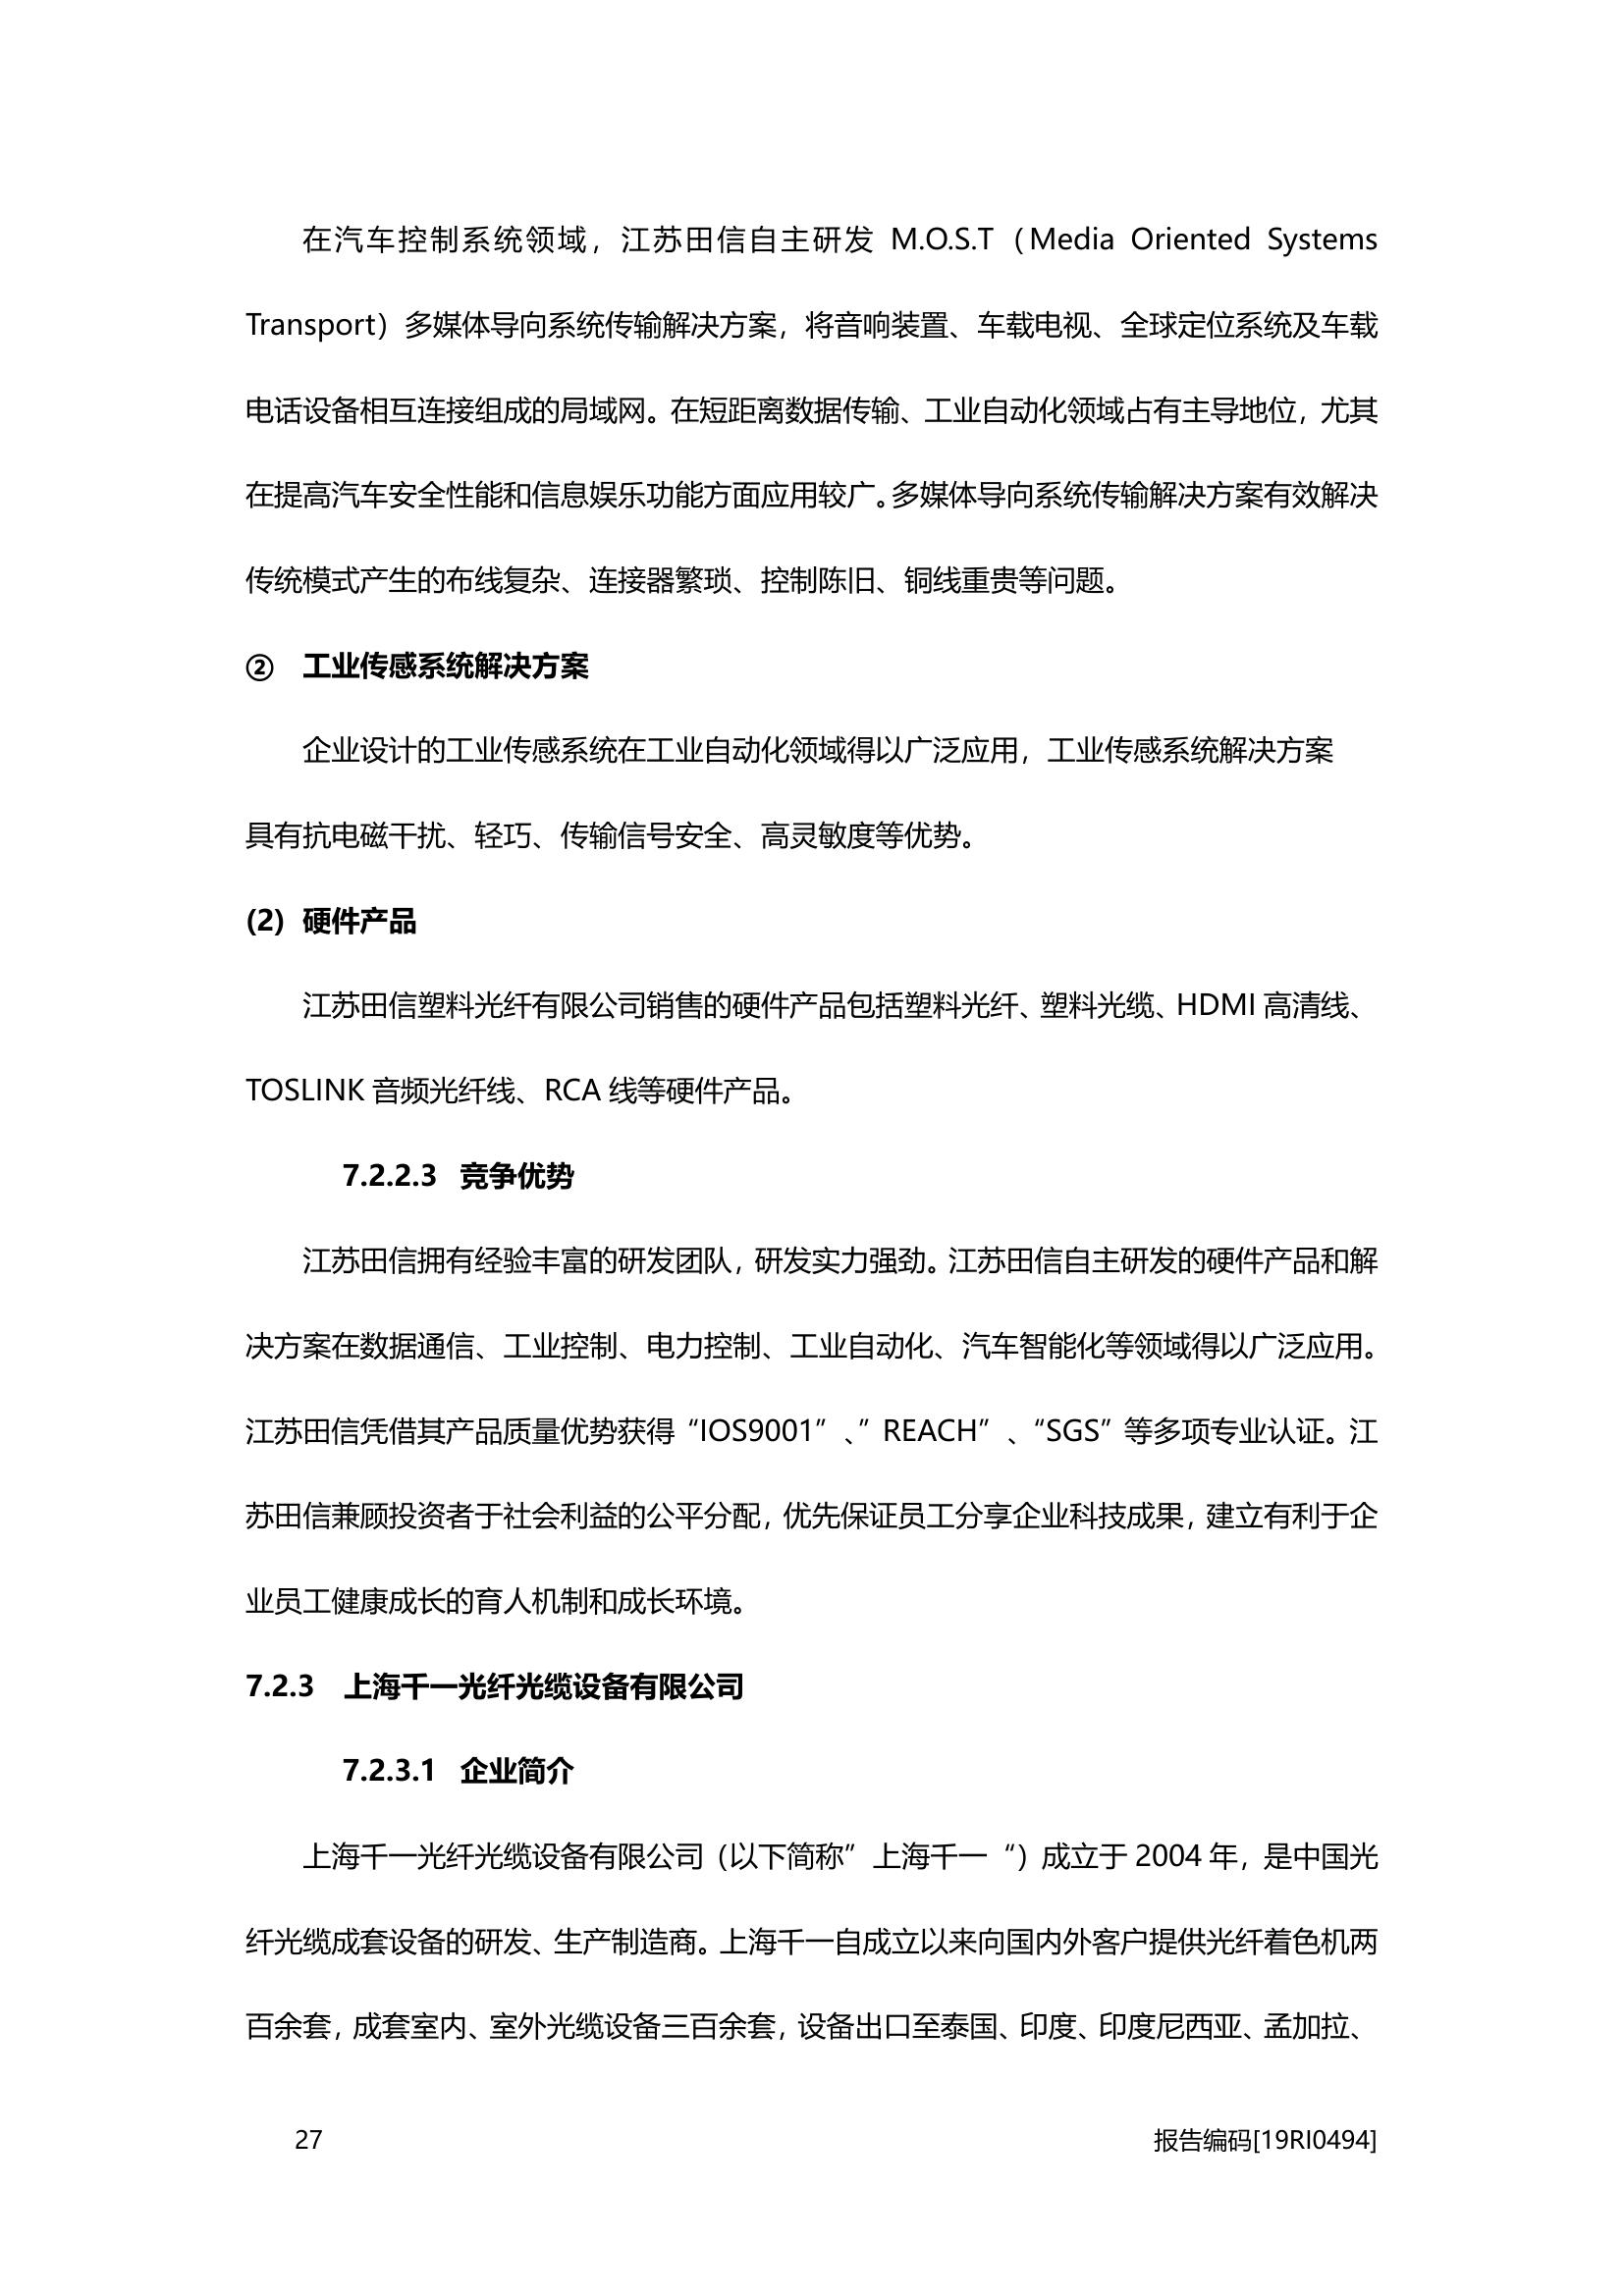 在汽车控制系统领域，江苏田信自主研发 M.O.S.T（Media Oriented Systems
Transport）多媒体导向系统传输解决方案，将音响装置、车载电视、全球定位系统及车载
电话设备相互连接组成的局域网。在短距离数据传输、工业自动化领域占有主导地位，尤其
在提高汽车安全性能和信息娱乐功能方面应用较广。多媒体导向系统传输解决方案有效解决
传统模式产生的布线复杂、连接器繁琐、控制陈旧、铜线重贵等问题。
② 工业传感系统解决方案
企业设计的工业传感系统在工业自动化领域得以广泛应用，工业传感系统解决方案
具有抗电磁干扰、轻巧、传输信号安全、高灵敏度等优势。
(2) 硬件产品
江苏田信塑料光纤有限公司销售的硬件产品包括塑料光纤、塑料光缆、HDMI 高清线、
TOSLINK 音频光纤线、RCA 线等硬件产品。
7.2.2.3 竞争优势
江苏田信拥有经验丰富的研发团队，研发实力强劲。江苏田信自主研发的硬件产品和解
决方案在数据通信、工业控制、电力控制、工业自动化、汽车智能化等领域得以广泛应用。
江苏田信凭借其产品质量优势获得“IOS9001”、”REACH”、“SGS”等多项专业认证。江
苏田信兼顾投资者于社会利益的公平分配，优先保证员工分享企业科技成果，建立有利于企
业员工健康成长的育人机制和成长环境。
7.2.3 上海千一光纤光缆设备有限公司
7.2.3.1 企业简介
上海千一光纤光缆设备有限公司（以下简称”上海千一“）成立于 2004 年，是中国光
纤光缆成套设备的研发、生产制造商。上海千一自成立以来向国内外客户提供光纤着色机两
百余套，成套室内、室外光缆设备三百余套，设备出口至泰国、印度、印度尼西亚、孟加拉、
27 报告编码[19RI0494]